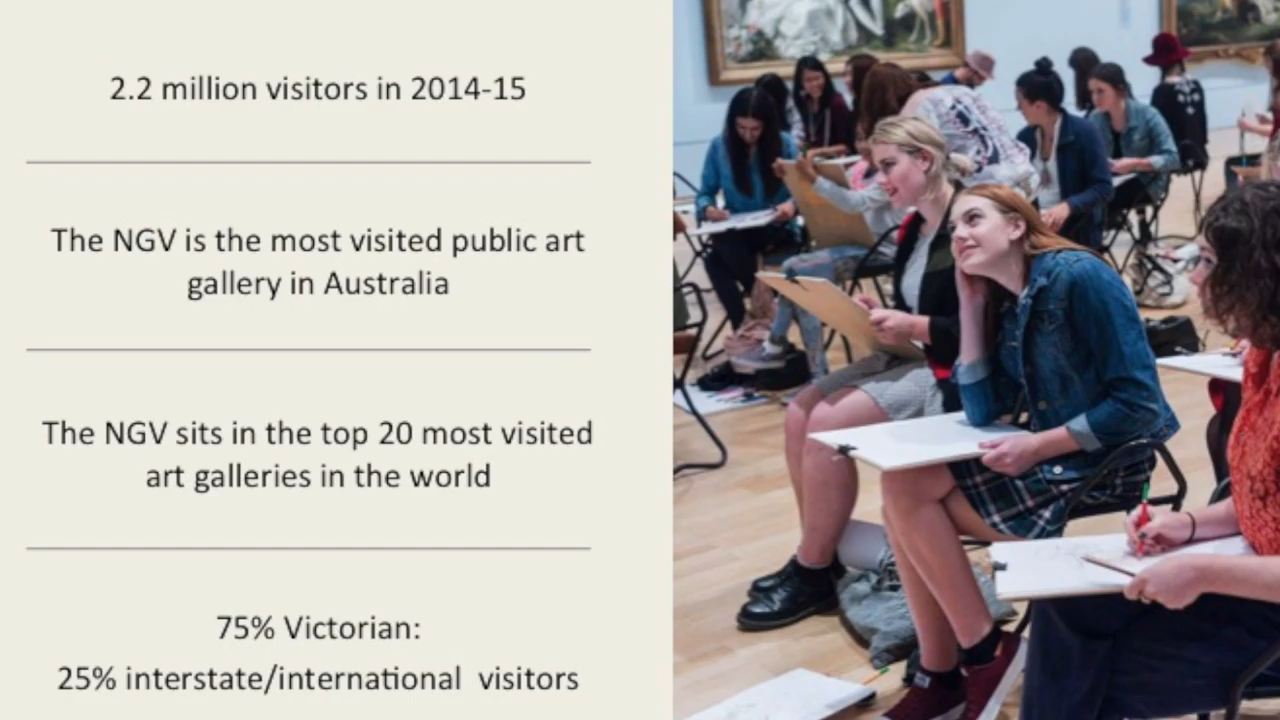 2.2 million visitors in 2014-15
The NGV is the most visited public art
gallery in Australia
The NGV sits in the top 20 most visited
art galleries in the world
75% Victorian:
25% interstate/international  visitors